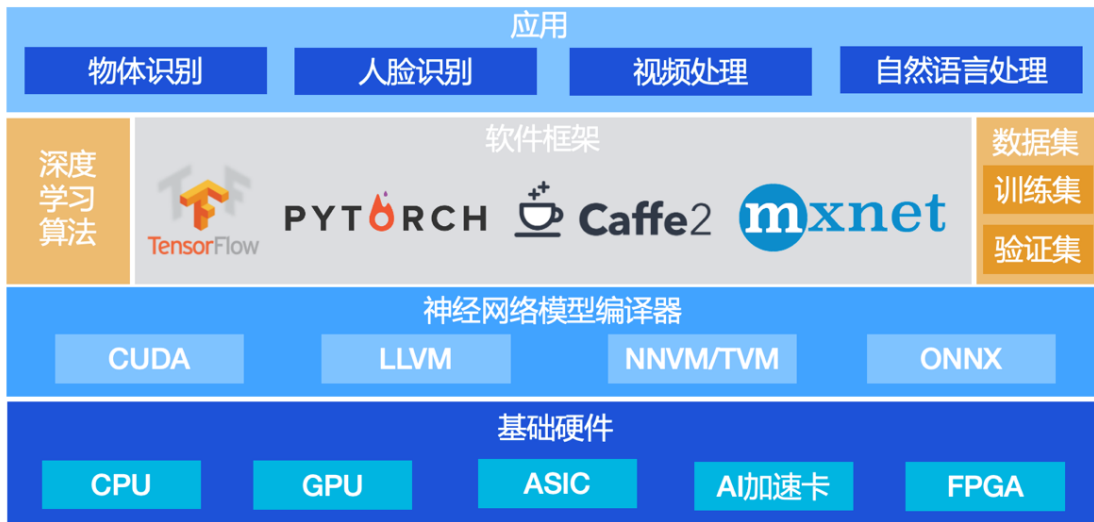 应用
物体识别 人脸识别 视频处理 自然语言处理
深度
学习
算法
软件框架
TensorFlow
PYTORCH
Caffe2
mxnet
数据集
训练集
验证集
神经网络模型编译器
CUDA LLVM NNVM/TVM ONNX
基础硬件
CPU GPU ASIC AI加速卡 FPGA